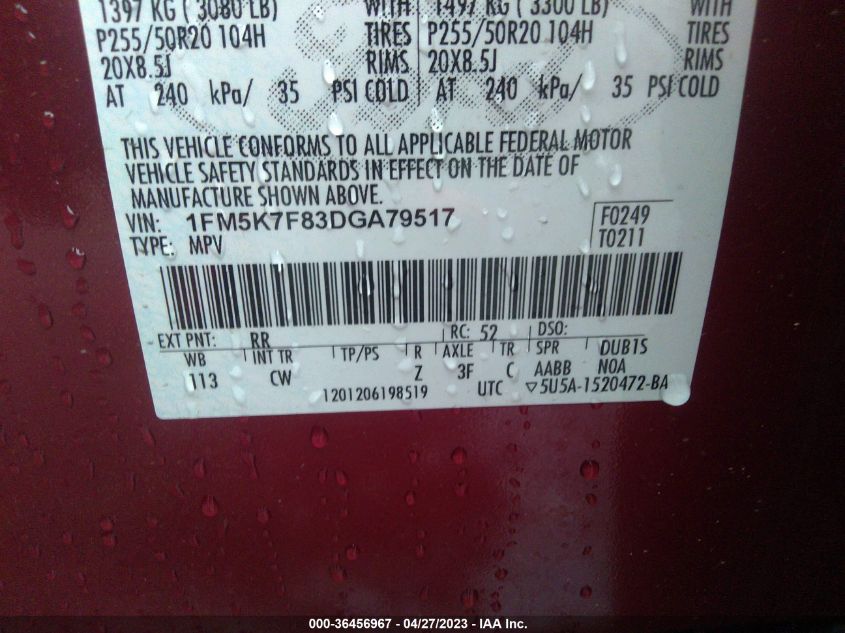 1397 KG ( 3080 LB) WITH 1497 KG ( 3300 LB) WITH
P255/50R20 104H TIRES P255/50R20 104H TIRES
20X8.5J RIMS 20X8.5J RIMS
AT 240 kPa/ 35 PSI COLD AT 240 kPa/ 35 PSI COLD
THIS VEHICLE CONFORMS TO ALL APPLICABLE FEDERAL MOTOR
VEHICLE SAFETY STANDARDS IN EFFECT ON THE DATE OF
MANUFACTURE SHOWN ABOVE.
VIN: 1FM5K7F83DGA79517 F0249
TYPE: MPV T0211
EXT PNT: RR RC: 52 DSO:
WB INT TR TP/PS R AXLE TR SPR DUB1S
113 CW Z 3F C AABB NOA
1201206198519 UTC ▽5U5A-1520472-BA
000-36456967 - 04/27/2023 - IAA Inc.